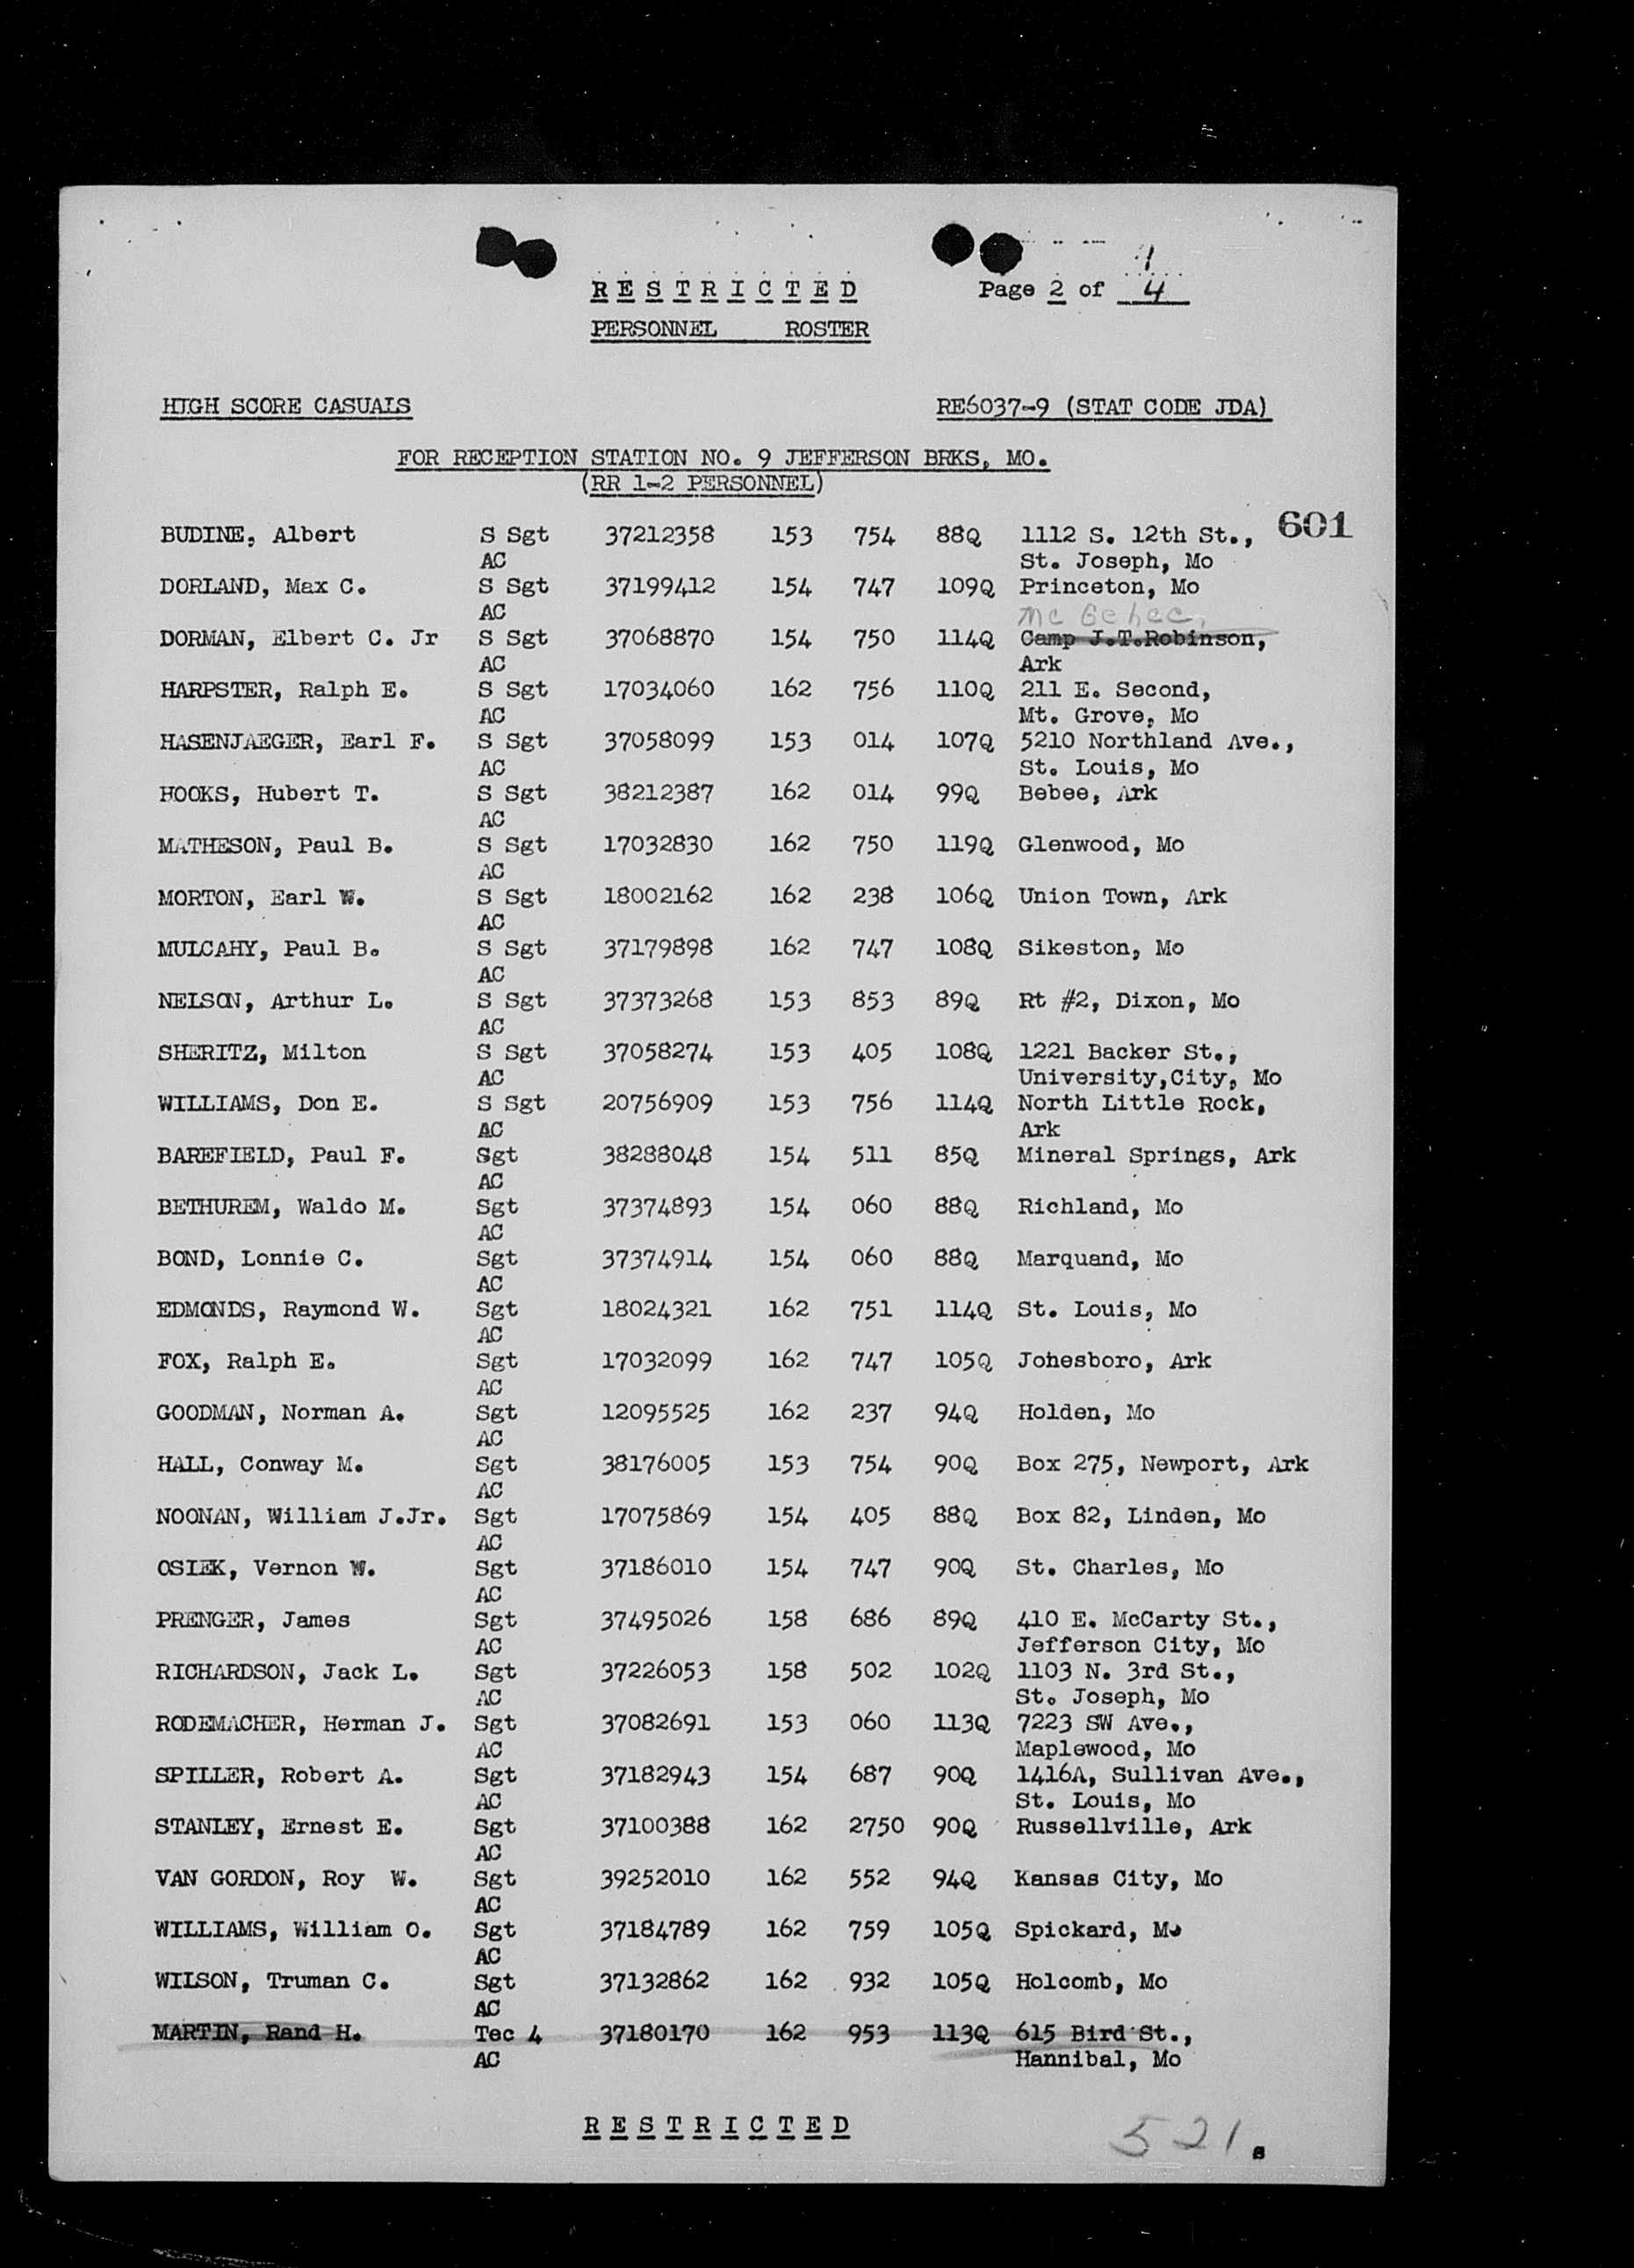 R E S T R I C T E D
Page 2 of 4
1
PERSONNEL ROSTER
HIGH SCORE CASUALS RE6037-9 (STAT CODE JDA)
FOR RECEPTION STATION NO. 9 JEFFERSON BRKS, MO.
(RR 1-2 PERSONNEL)
601
BUDINE, Albert S Sgt 37212358 153 754 88Q 1112 S. 12th St.,
AC St. Joseph, Mo
DORLAND, Max C. S Sgt 37199412 154 747 109Q Princeton, Mo
AC Mc Gehee,
DORMAN, Elbert C. Jr S Sgt 37068870 154 750 114Q Camp J.T.Robinson,
AC Ark
HARPSTER, Ralph E. S Sgt 17034060 162 756 110Q 211 E. Second,
AC Mt. Grove, Mo
HASENJAEGER, Earl F. S Sgt 37058099 153 014 107Q 5210 Northland Ave.,
AC St. Louis, Mo
HOOKS, Hubert T. S Sgt 38212387 162 014 99Q Bebee, Ark
AC
MATHESON, Paul B. S Sgt 17032830 162 750 119Q Glenwood, Mo
AC
MORTON, Earl W. S Sgt 18002162 162 238 106Q Union Town, Ark
AC
MULCAHY, Paul B. S Sgt 37179898 162 747 108Q Sikeston, Mo
AC
NELSON, Arthur L. S Sgt 37373268 153 853 89Q Rt #2, Dixon, Mo
AC
SHERITZ, Milton S Sgt 37058274 153 405 108Q 1221 Backer St.,
AC University,City, Mo
WILLIAMS, Don E. S Sgt 20756909 153 756 114Q North Little Rock,
AC Ark
BAREFIELD, Paul F. Sgt 38288048 154 511 85Q Mineral Springs, Ark
AC
BETHUREM, Waldo M. Sgt 37374893 154 060 88Q Richland, Mo
AC
BOND, Lonnie C. Sgt 37374914 154 060 88Q Marquand, Mo
AC
EDMONDS, Raymond W. Sgt 18024321 162 751 114Q St. Louis, Mo
AC
FOX, Ralph E. Sgt 17032099 162 747 105Q Johesboro, Ark
AC
GOODMAN, Norman A. Sgt 12095525 162 237 94Q Holden, Mo
AC
HALL, Conway M. Sgt 38176005 153 754 90Q Box 275, Newport, Ark
AC
NOONAN, William J.Jr. Sgt 17075869 154 405 88Q Box 82, Linden, Mo
AC
OSIEK, Vernon W. Sgt 37186010 154 747 90Q St. Charles, Mo
AC
PRENGER, James Sgt 37495026 158 686 89Q 410 E. McCarty St.,
AC Jefferson City, Mo
RICHARDSON, Jack L. Sgt 37226053 158 502 102Q 1103 N. 3rd St.,
AC St. Joseph, Mo
RODEMACHER, Herman J. Sgt 37082691 153 060 113Q 7223 SW Ave.,
AC Maplewood, Mo
SPILLER, Robert A. Sgt 37182943 154 687 90Q 1416A, Sullivan Ave.,
AC St. Louis, Mo
STANLEY, Ernest E. Sgt 37100388 162 2750 90Q Russellville, Ark
AC
VAN GORDON, Roy W. Sgt 39252010 162 552 94Q Kansas City, Mo
AC
WILLIAMS, William O. Sgt 37184789 162 759 105Q Spickard, Mo
AC
WILSON, Truman C. Sgt 37132862 162 932 105Q Holcomb, Mo
AC
MARTIN, Rand H. Tec 4 37180170 162 953 113Q 615 Bird St.,
AC Hannibal, Mo
R E S T R I C T E D
521